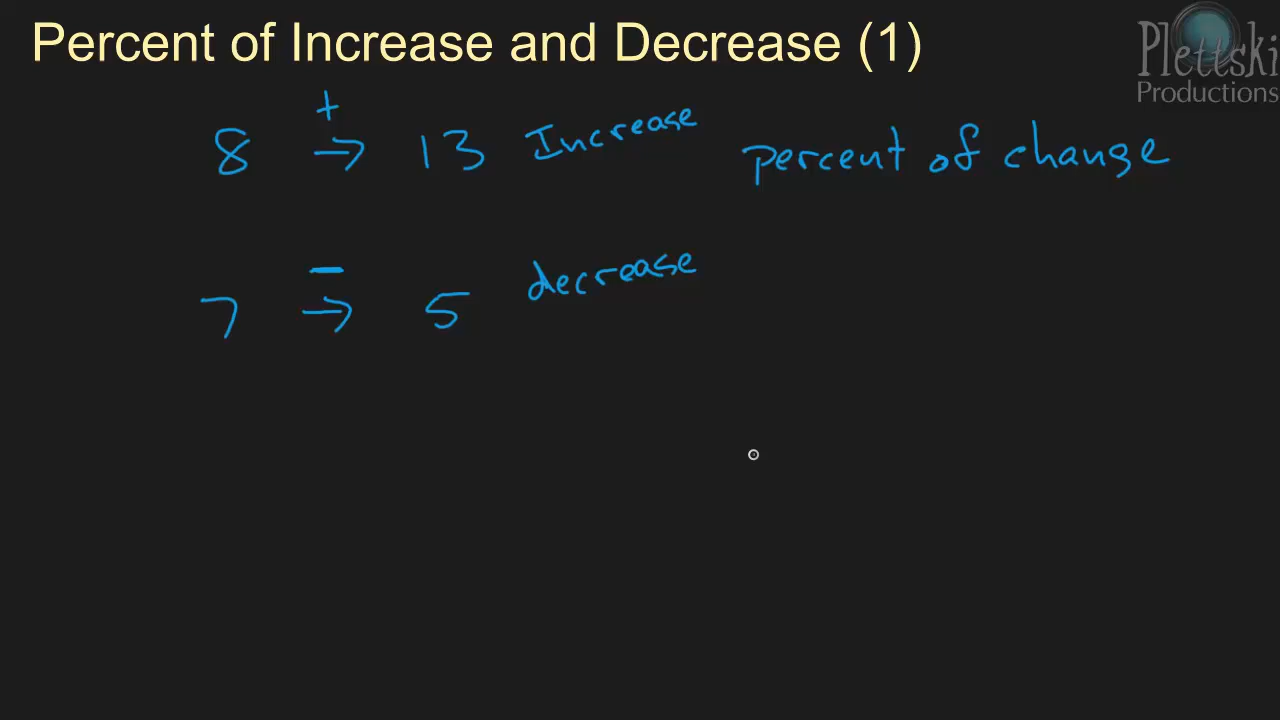 Percent of Increase and Decrease (1)
Plettski
Productions
+
8 → 13 Increase percent of change
−
7 → 5 decrease